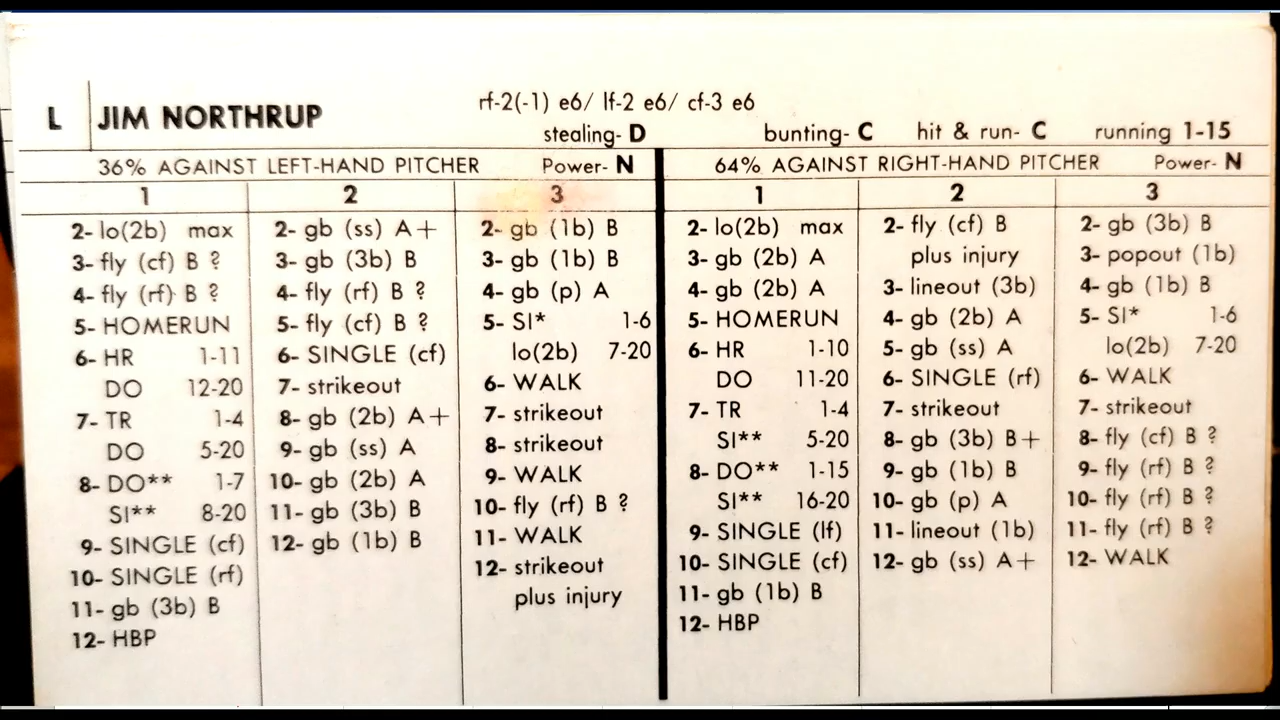 rf-2(-1) e6/ lf-2 e6/ cf-3 e6
L JIM NORTHRUP
stealing- D bunting- C hit & run- C running 1-15
36% AGAINST LEFT-HAND PITCHER Power- N
1 2 3
2- lo(2b) max
3- fly (cf) B ?
4- fly (rf) B ?
5- HOMERUN
6- HR 1-11
DO 12-20
7- TR 1-4
DO 5-20
8- DO** 1-7
SI** 8-20
9- SINGLE (cf)
10- SINGLE (rf)
11- gb (3b) B
12- HBP
2- gb (ss) A+
3- gb (3b) B
4- fly (rf) B ?
5- fly (cf) B ?
6- SINGLE (cf)
7- strikeout
8- gb (2b) A+
9- gb (ss) A
10- gb (2b) A
11- gb (3b) B
12- gb (1b) B
2- gb (1b) B
3- gb (1b) B
4- gb (p) A
5- SI* 1-6
lo(2b) 7-20
6- WALK
7- strikeout
8- strikeout
9- WALK
10- fly (rf) B ?
11- WALK
12- strikeout
plus injury
64% AGAINST RIGHT-HAND PITCHER Power- N
1 2 3
2- lo(2b) max
3- gb (2b) A
4- gb (2b) A
5- HOMERUN
6- HR 1-10
DO 11-20
7- TR 1-4
SI** 5-20
8- DO** 1-15
SI** 16-20
9- SINGLE (lf)
10- SINGLE (cf)
11- gb (1b) B
12- HBP
2- fly (cf) B
plus injury
3- lineout (3b)
4- gb (2b) A
5- gb (ss) A
6- SINGLE (rf)
7- strikeout
8- gb (3b) B+
9- gb (1b) B
10- gb (p) A
11- lineout (1b)
12- gb (ss) A+
2- gb (3b) B
3- popout (1b)
4- gb (1b) B
5- SI* 1-6
lo(2b) 7-20
6- WALK
7- strikeout
8- fly (cf) B ?
9- fly (rf) B ?
10- fly (rf) B ?
11- fly (rf) B ?
12- WALK